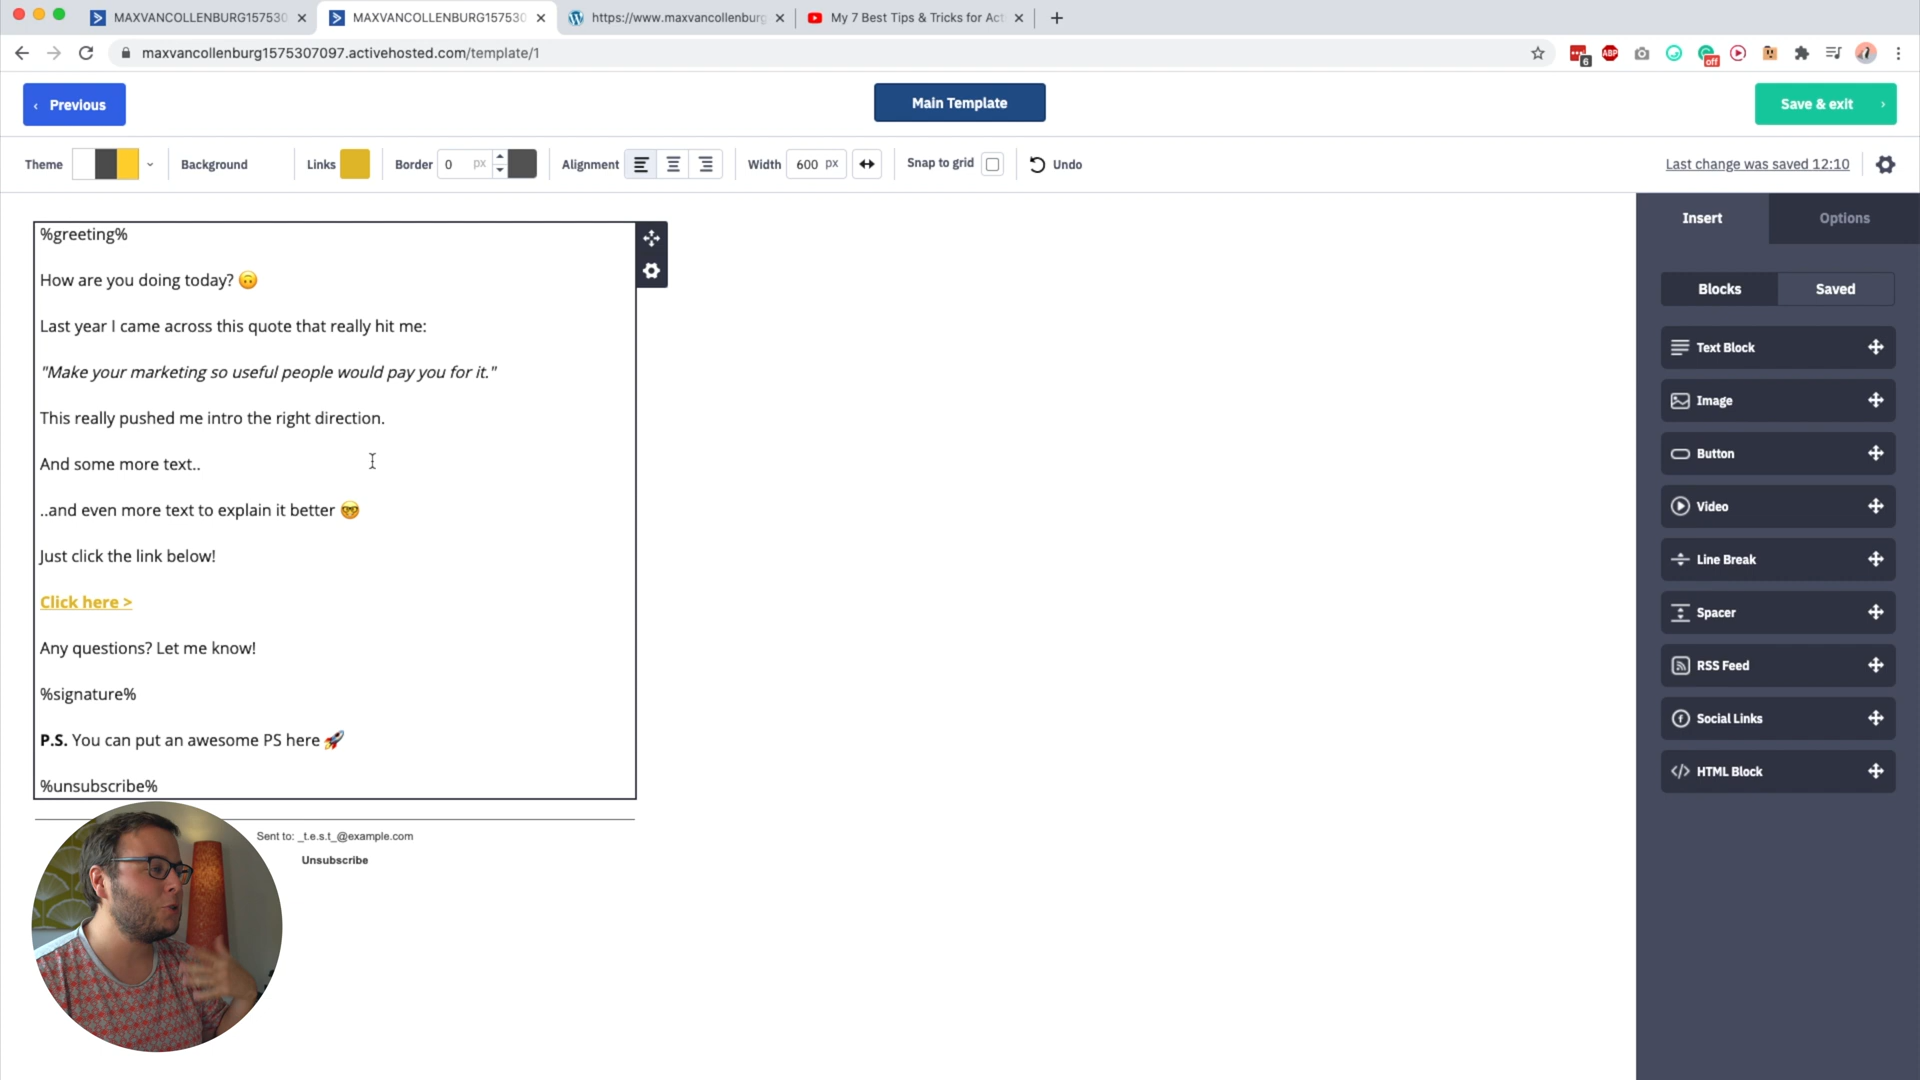 MAXVANCOLLENBURG157530
MAXVANCOLLENBURG157530
https://www.maxvancollenburg
My 7 Best Tips & Tricks for Act
maxvancollenburg1575307097.activehosted.com/template/1
6
ABP
off
Previous
Main Template
Save & exit
Theme
Background
Links
Border 0 px
Alignment
Width 600 px
Snap to grid
Undo
Last change was saved 12:10
Insert
Options
Blocks
Saved
Text Block
Image
Button
Video
Line Break
Spacer
RSS Feed
Social Links
HTML Block
%greeting%
How are you doing today? 🙃
Last year I came across this quote that really hit me:
"Make your marketing so useful people would pay you for it."
This really pushed me intro the right direction.
And some more text..
..and even more text to explain it better 🤓
Just click the link below!
Click here >
Any questions? Let me know!
%signature%
P.S. You can put an awesome PS here 🚀
%unsubscribe%
Sent to: _t.e.s.t_@example.com
Unsubscribe